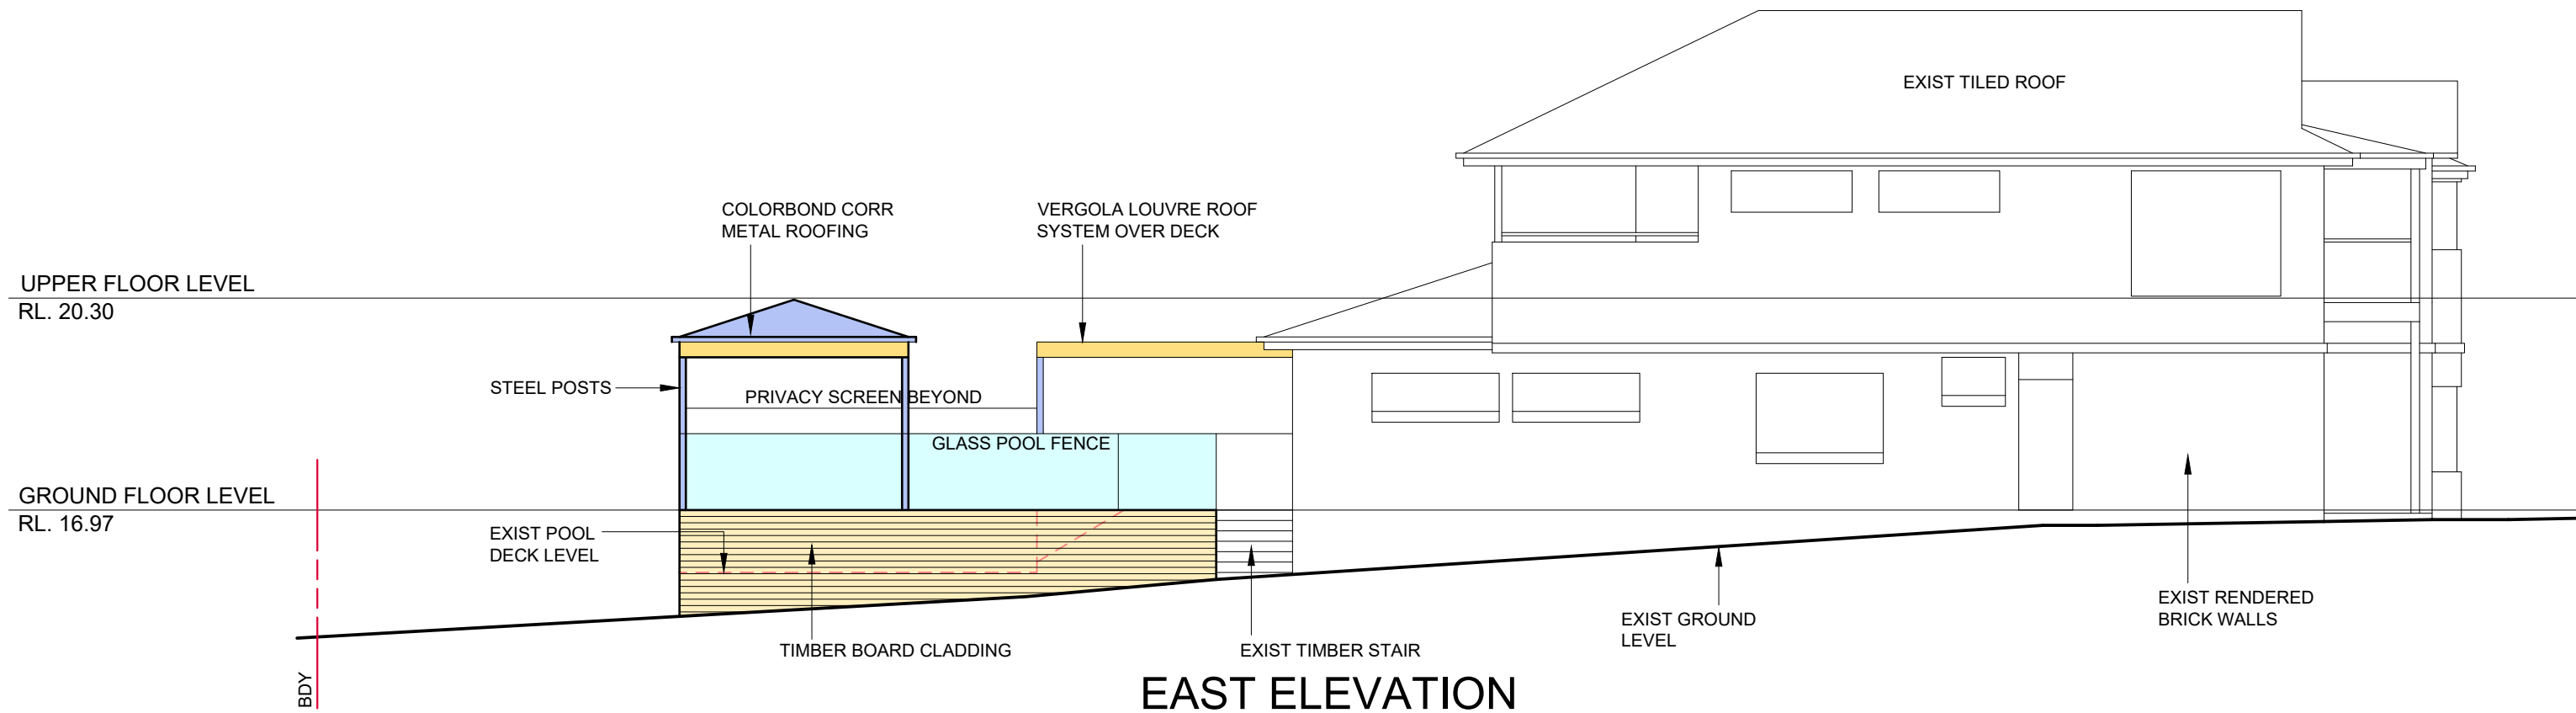 EXIST TILED ROOF
COLORBOND CORR
METAL ROOFING
VERGOLA LOUVRE ROOF
SYSTEM OVER DECK
UPPER FLOOR LEVEL
RL. 20.30
STEEL POSTS
PRIVACY SCREEN BEYOND
GLASS POOL FENCE
GROUND FLOOR LEVEL
RL. 16.97
EXIST POOL
DECK LEVEL
TIMBER BOARD CLADDING
EXIST TIMBER STAIR
EXIST GROUND
LEVEL
EXIST RENDERED
BRICK WALLS
BDY
EAST ELEVATION